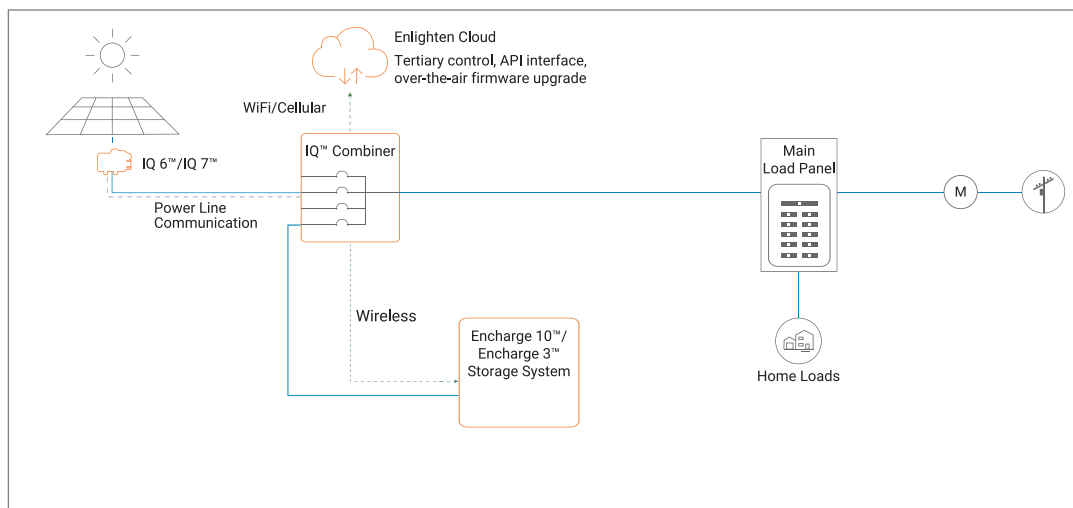 Enlighten Cloud
Tertiary control, API interface,
over-the-air firmware upgrade
WiFi/Cellular
IQ™ Combiner
IQ 6™/IQ 7™
Power Line
Communication
Main
Load Panel
M
Wireless
Encharge 10™/
Encharge 3™
Storage System
Home Loads